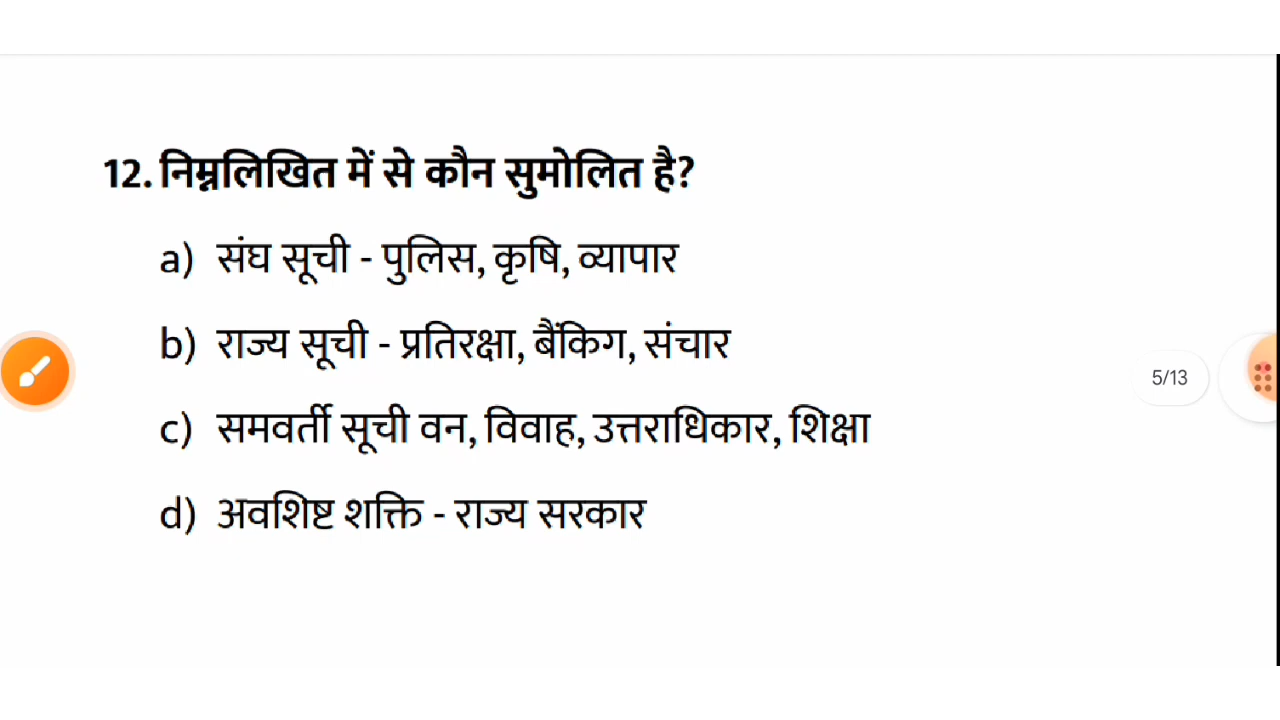 12. निम्नलिखित में से कौन सुमोलित है?
a) संघ सूची - पुलिस, कृषि, व्यापार
b) राज्य सूची - प्रतिरक्षा, बैंकिग, संचार
c) समवर्ती सूची वन, विवाह, उत्तराधिकार, शिक्षा
d) अवशिष्ट शक्ति - राज्य सरकार
5/13